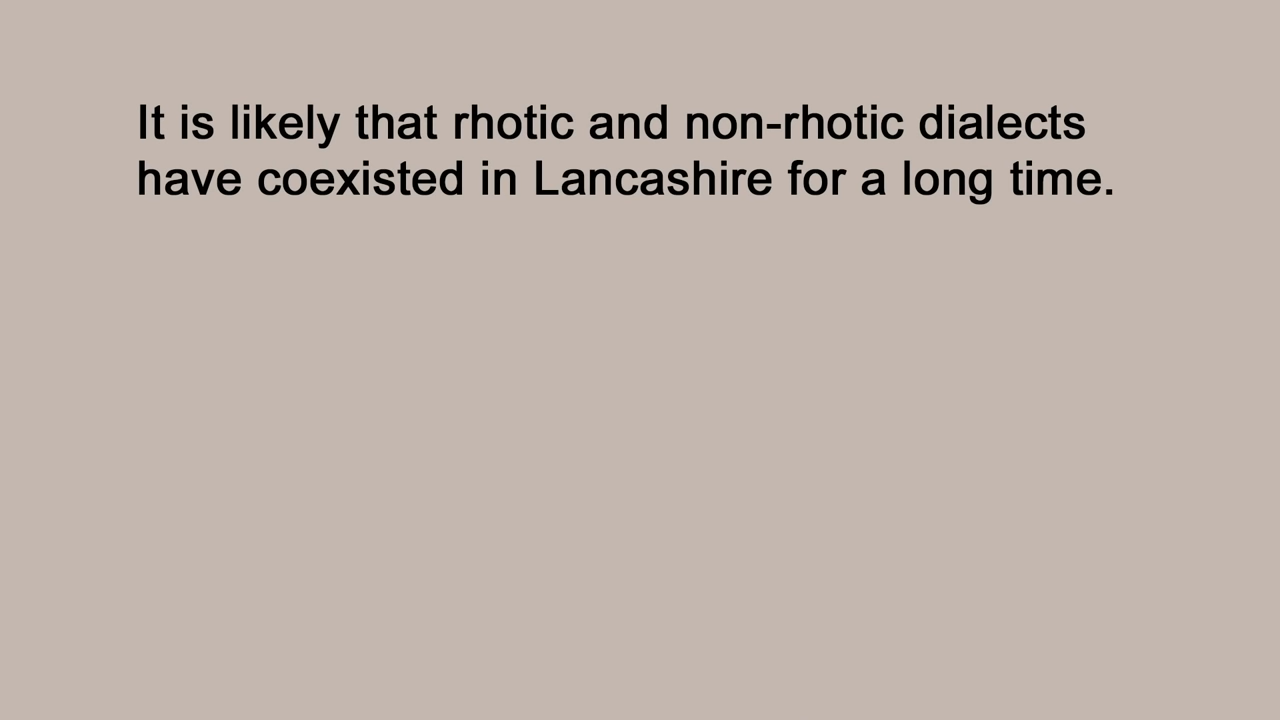 It is likely that rhotic and non-rhotic dialects
have coexisted in Lancashire for a long time.